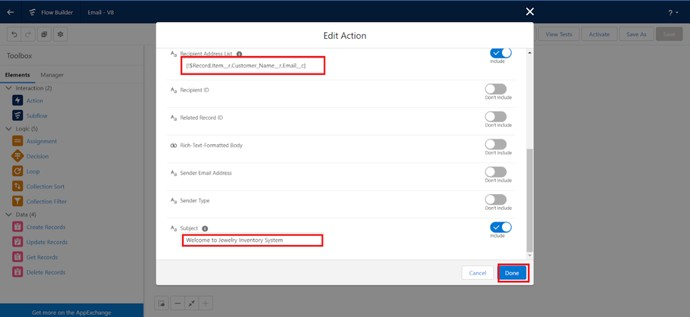 Flow Builder Email - V8
View Tests Activate Save As Save
Toolbox
Elements Manager
Interaction (2)
Action
Subflow
Logic (5)
Assignment
Decision
Loop
Collection Sort
Collection Filter
Data (4)
Create Records
Update Records
Get Records
Delete Records
Get more on the AppExchange
Edit Action
Recipient Address List
Include
{!$Record.Item__r.Customer_Name__r.Email__c}
Recipient ID
Don't Include
Related Record ID
Don't Include
Rich-Text-Formatted Body
Don't Include
Sender Email Address
Don't Include
Sender Type
Don't Include
Subject
Include
Welcome to Jewelry Inventory System
Cancel Done